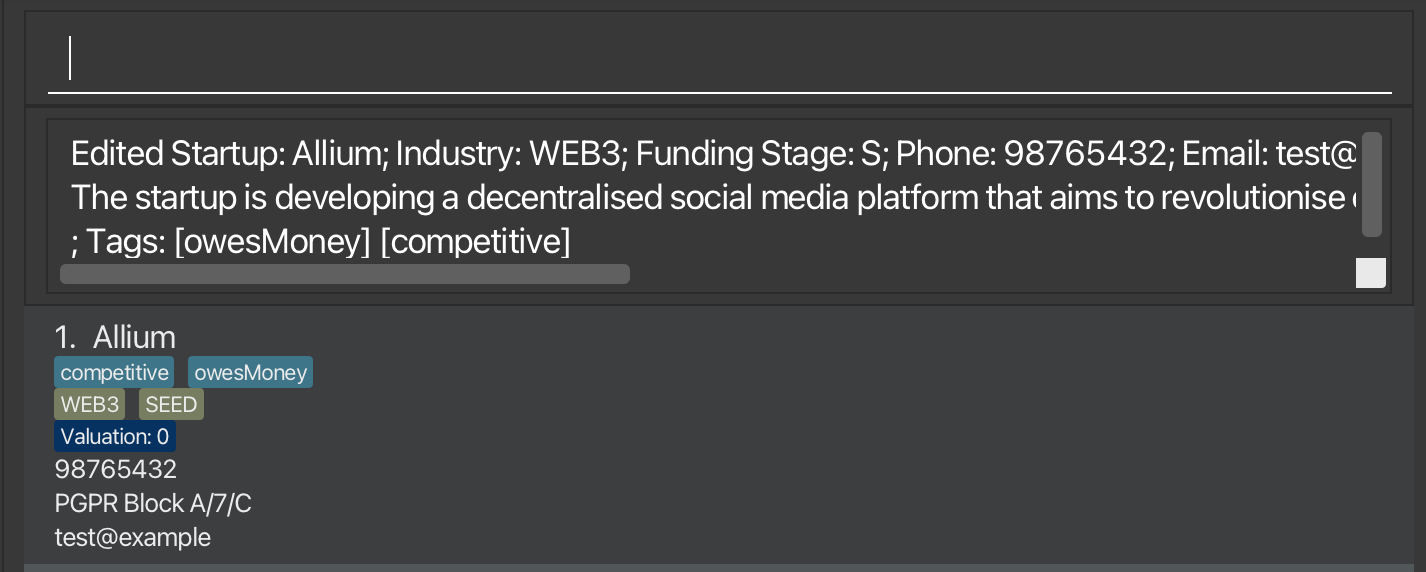 Edited Startup: Allium; Industry: WEB3; Funding Stage: S; Phone: 98765432; Email: test@
The startup is developing a decentralised social media platform that aims to revolutionise
; Tags: [owesMoney] [competitive]
1. Allium
competitive owesMoney
WEB3 SEED
Valuation: 0
98765432
PGPR Block A/7/C
test@example